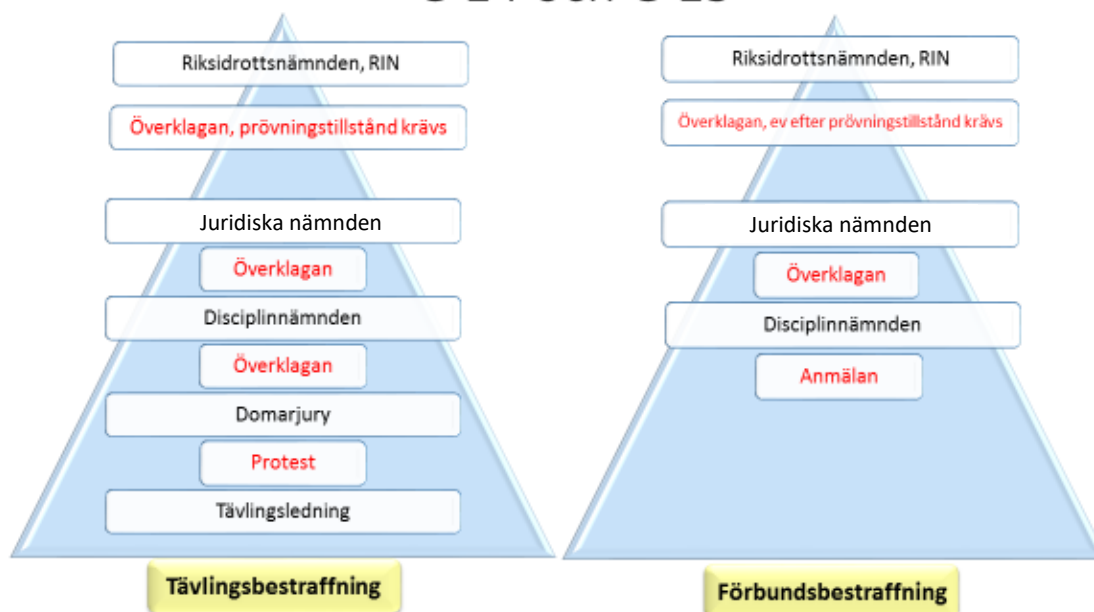 Riksidrottsnämnden, RIN
Överklagan, prövningstillstånd krävs
Juridiska nämnden
Överklagan
Disciplinnämnden
Överklagan
Domarjury
Protest
Tävlingsledning
Tävlingsbestraffning
Riksidrottsnämnden, RIN
Överklagan, ev efter prövningstillstånd krävs
Juridiska nämnden
Överklagan
Disciplinnämnden
Anmälan
Förbundsbestraffning